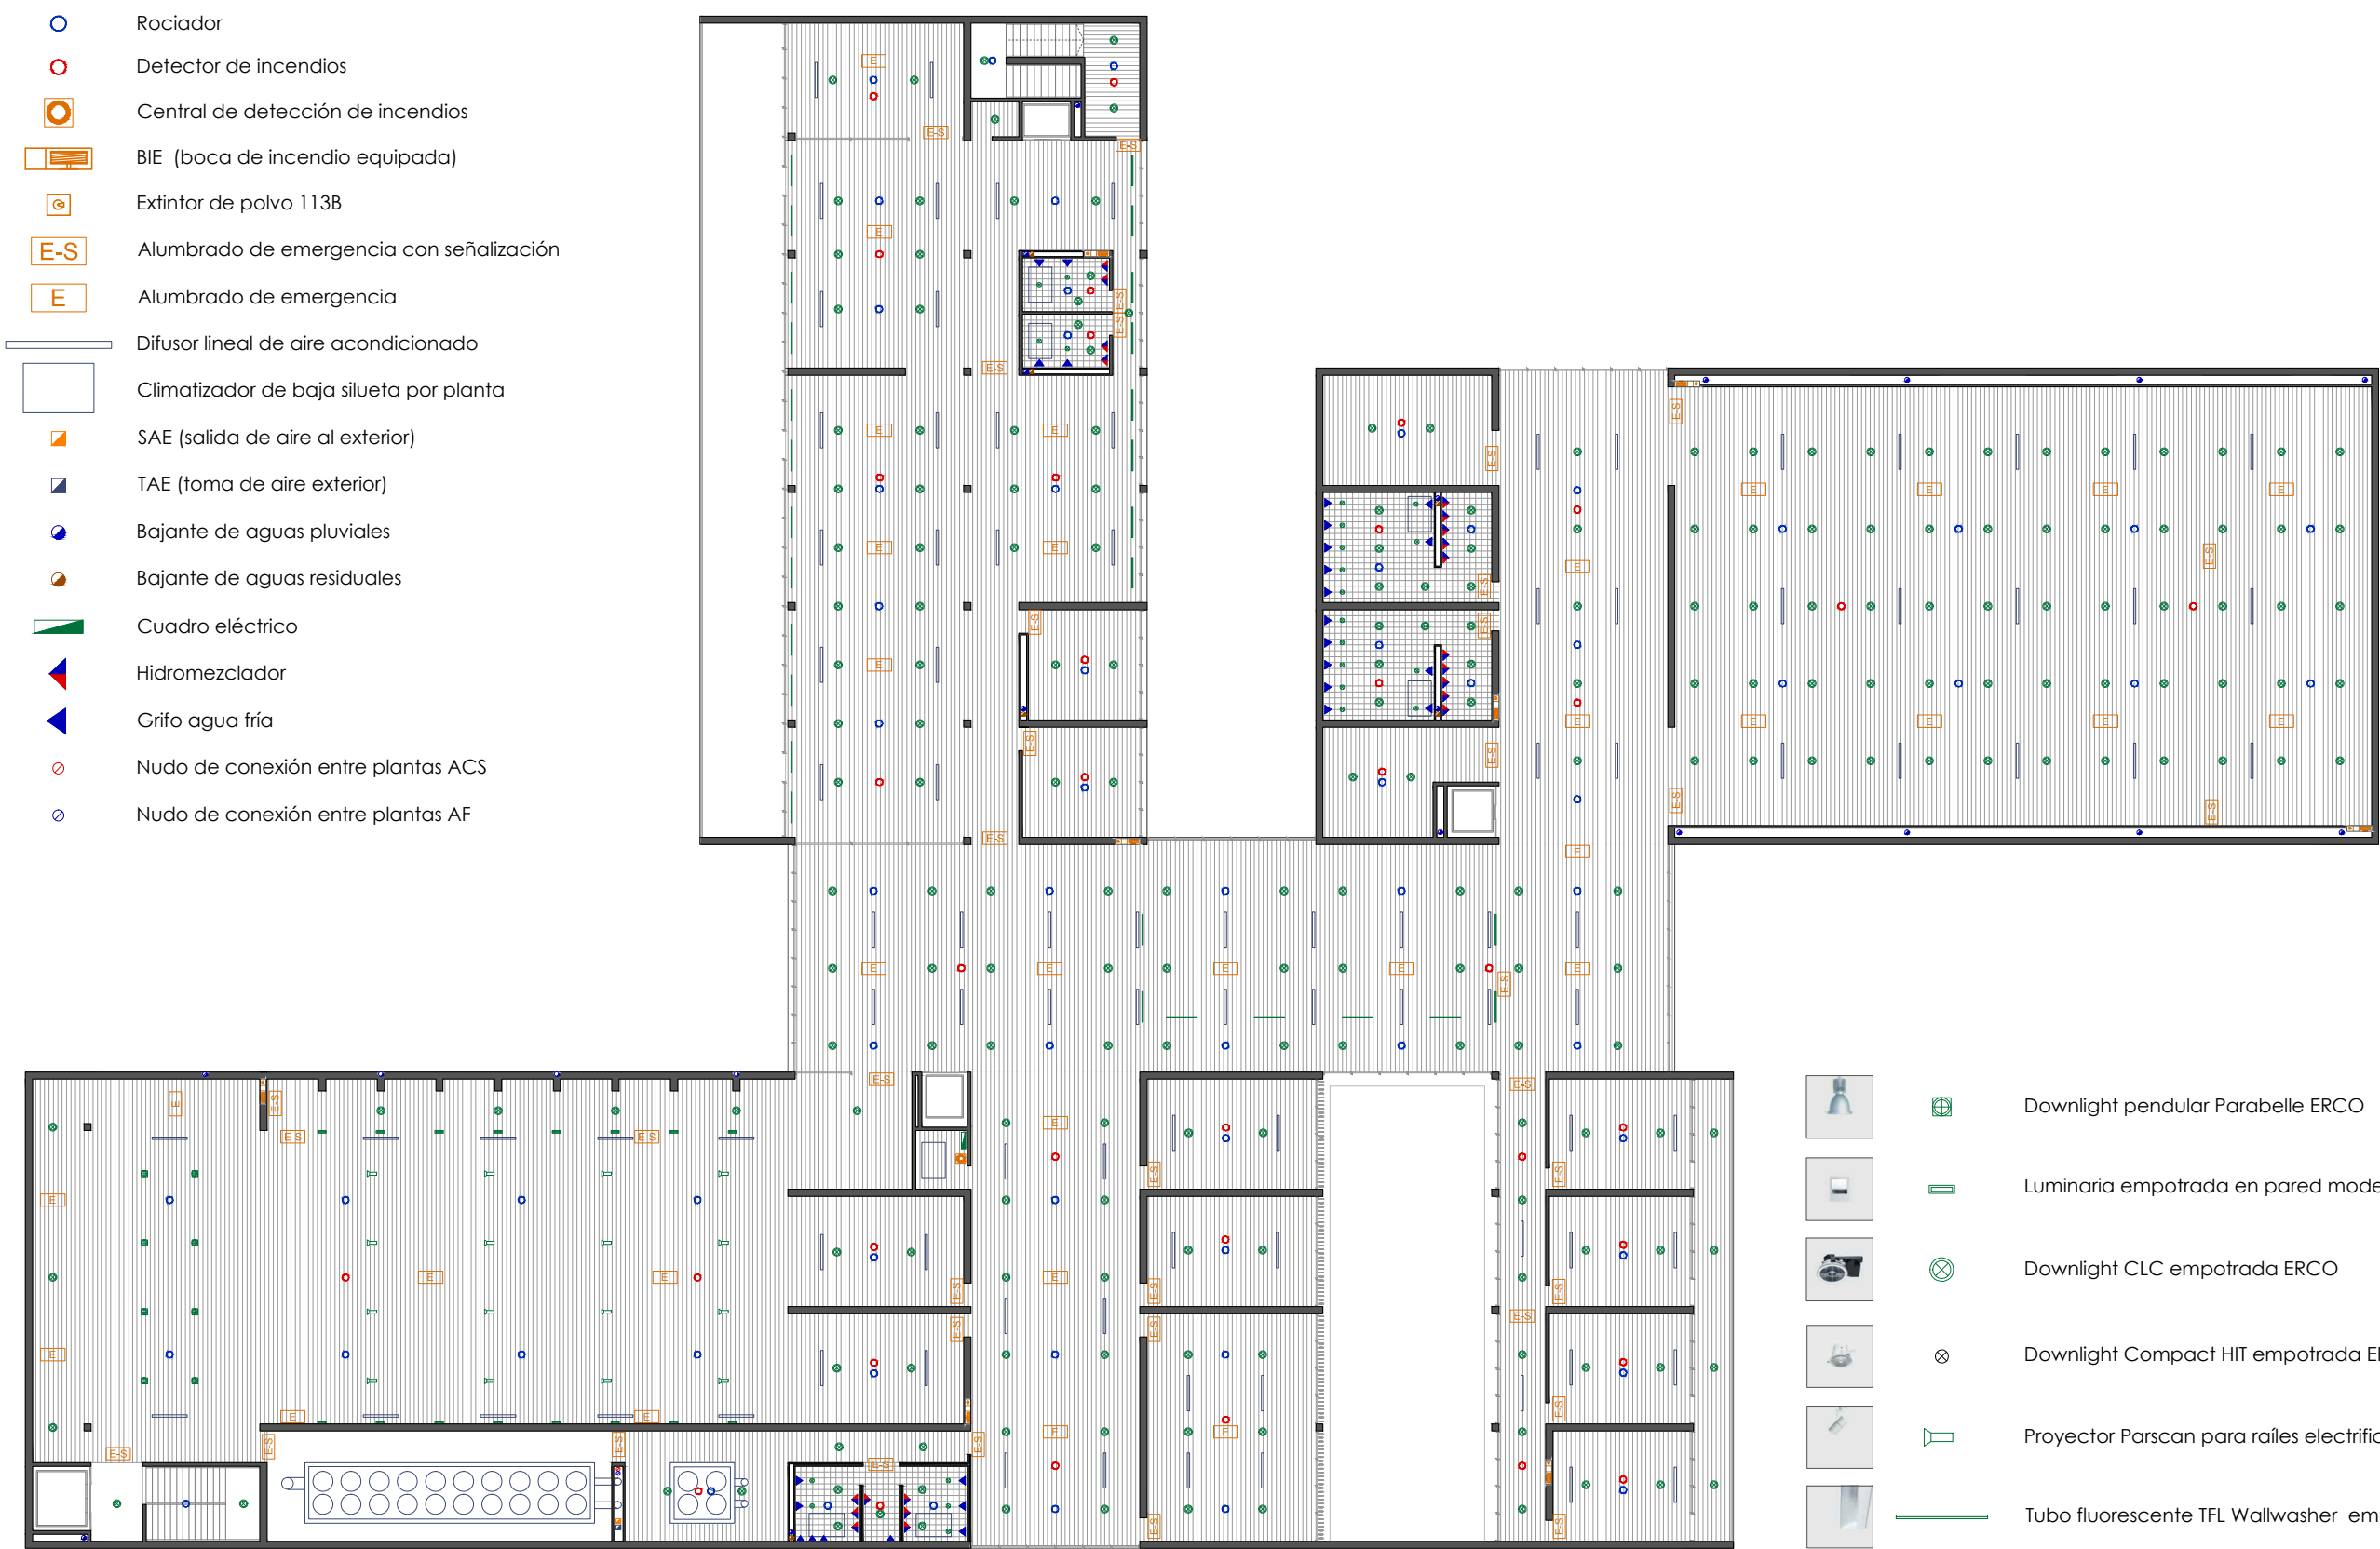 Rociador
Detector de incendios
Central de detección de incendios
BIE (boca de incendio equipada)
Extintor de polvo 113B
E-S Alumbrado de emergencia con señalización
E Alumbrado de emergencia
Difusor lineal de aire acondicionado
Climatizador de baja silueta por planta
SAE (salida de aire al exterior)
TAE (toma de aire exterior)
Bajante de aguas pluviales
Bajante de aguas residuales
Cuadro eléctrico
Hidromezclador
Grifo agua fría
Nudo de conexión entre plantas ACS
Nudo de conexión entre plantas AF
Downlight pendular Parabelle ERCO
Luminaria empotrada en pared mode
Downlight CLC empotrada ERCO
Downlight Compact HIT empotrada E
Proyector Parscan para raíles electrific
Tubo fluorescente TFL Wallwasher em